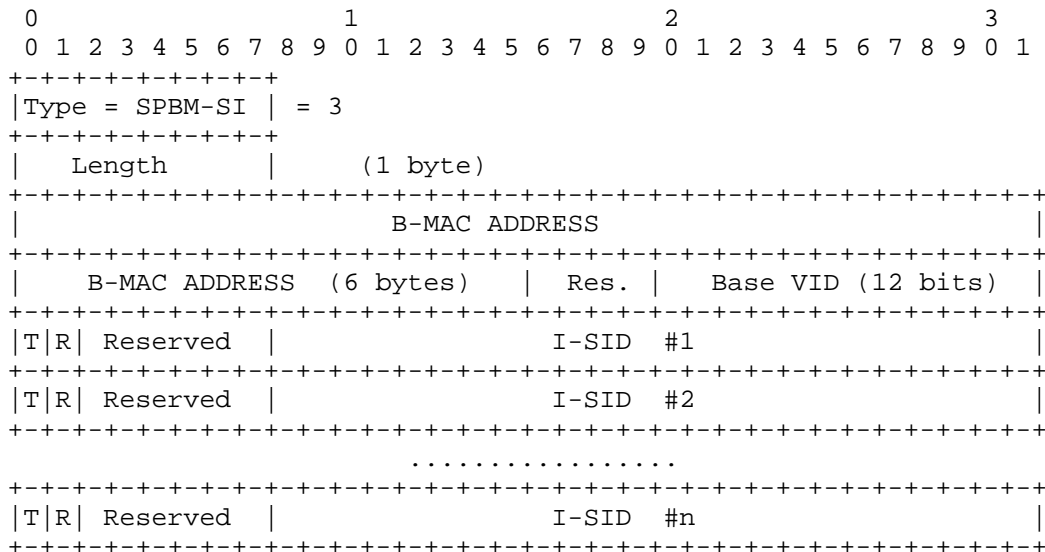 0                   1                   2                   3
 0 1 2 3 4 5 6 7 8 9 0 1 2 3 4 5 6 7 8 9 0 1 2 3 4 5 6 7 8 9 0 1
+-+-+-+-+-+-+-+-+
|Type = SPBM-SI | = 3
+-+-+-+-+-+-+-+-+
|   Length      |     (1 byte)
+-+-+-+-+-+-+-+-+-+-+-+-+-+-+-+-+-+-+-+-+-+-+-+-+-+-+-+-+-+-+-+-+
|                       B-MAC ADDRESS                           |
+-+-+-+-+-+-+-+-+-+-+-+-+-+-+-+-+-+-+-+-+-+-+-+-+-+-+-+-+-+-+-+-+
|    B-MAC ADDRESS  (6 bytes)   | Res.  |   Base VID (12 bits)  |
+-+-+-+-+-+-+-+-+-+-+-+-+-+-+-+-+-+-+-+-+-+-+-+-+-+-+-+-+-+-+-+-+
|T|R| Reserved  |                 I-SID  #1                     |
+-+-+-+-+-+-+-+-+-+-+-+-+-+-+-+-+-+-+-+-+-+-+-+-+-+-+-+-+-+-+-+-+
|T|R| Reserved  |                 I-SID  #2                     |
+-+-+-+-+-+-+-+-+-+-+-+-+-+-+-+-+-+-+-+-+-+-+-+-+-+-+-+-+-+-+-+-+
                         .................
+-+-+-+-+-+-+-+-+-+-+-+-+-+-+-+-+-+-+-+-+-+-+-+-+-+-+-+-+-+-+-+-+
|T|R| Reserved  |                 I-SID  #n                     |
+-+-+-+-+-+-+-+-+-+-+-+-+-+-+-+-+-+-+-+-+-+-+-+-+-+-+-+-+-+-+-+-+